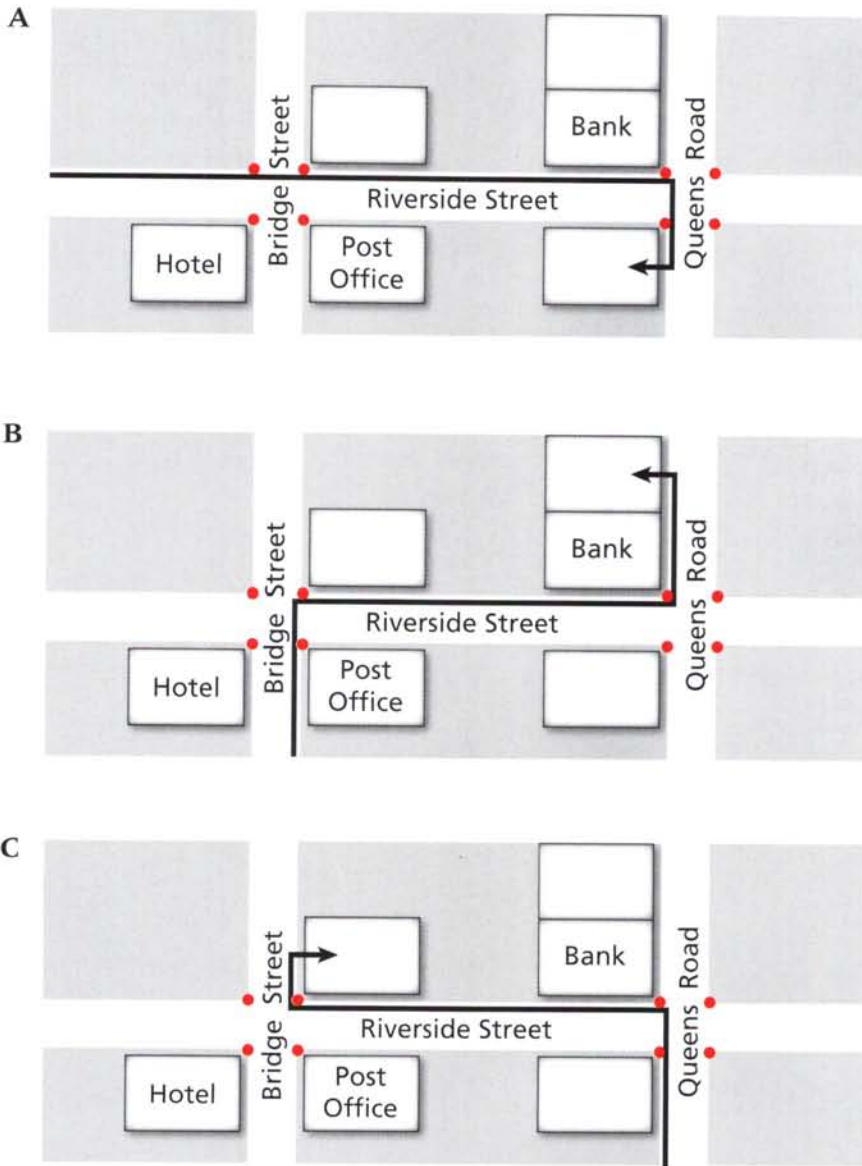 A
Bank
Bridge Street
Riverside Street
Queens Road
Hotel
Post
Office
B
Bank
Bridge Street
Riverside Street
Queens Road
Hotel
Post
Office
C
Bank
Bridge Street
Riverside Street
Queens Road
Hotel
Post
Office